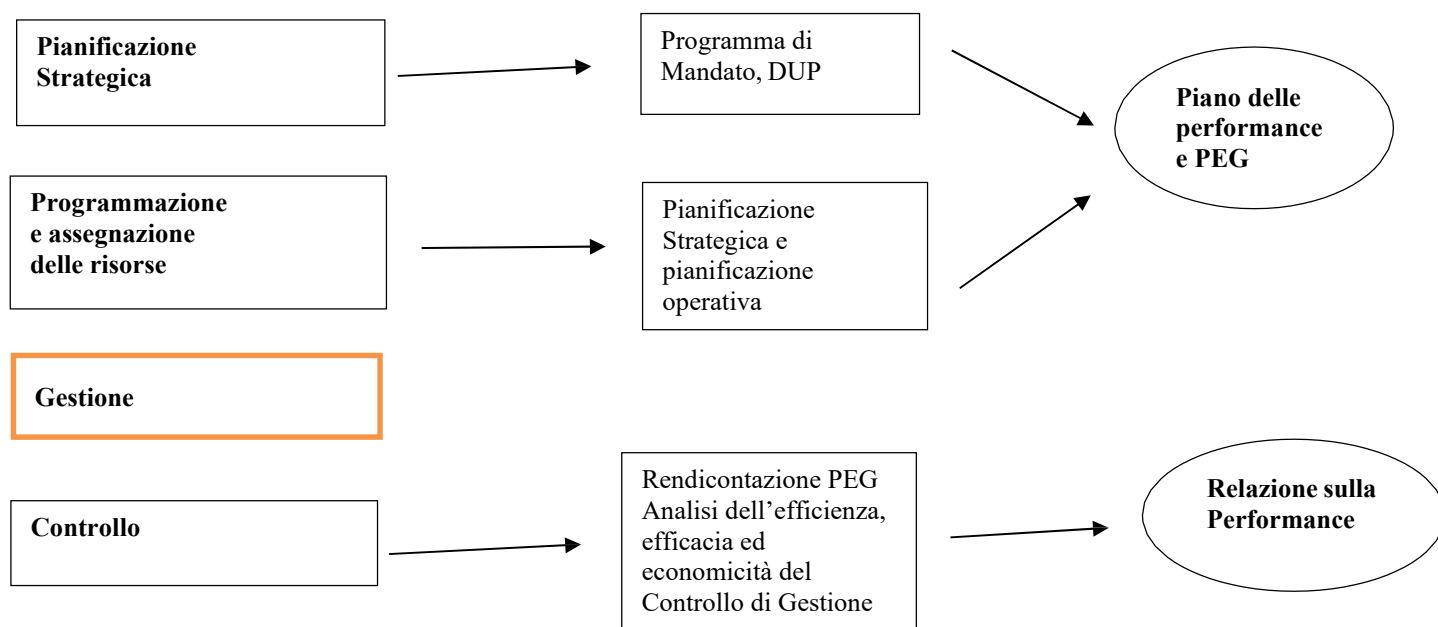 Pianificazione
Strategica
Programma di
Mandato, DUP
Piano delle
performance
e PEG
Programmazione
e assegnazione
delle risorse
Pianificazione
Strategica e
pianificazione
operativa
Gestione
Controllo
Rendicontazione PEG
Analisi dell’efficienza,
efficacia ed
economicità del
Controllo di Gestione
Relazione sulla
Performance